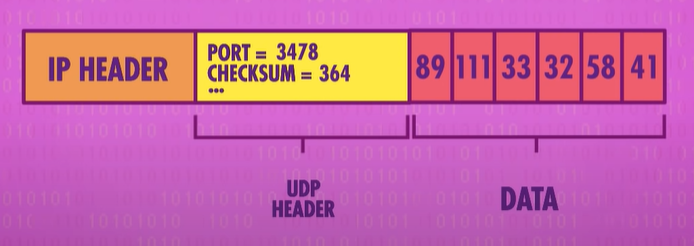 IP HEADER
PORT = 3478
CHECKSUM = 364
...
89 111 33 32 58 41
UDP
HEADER
DATA